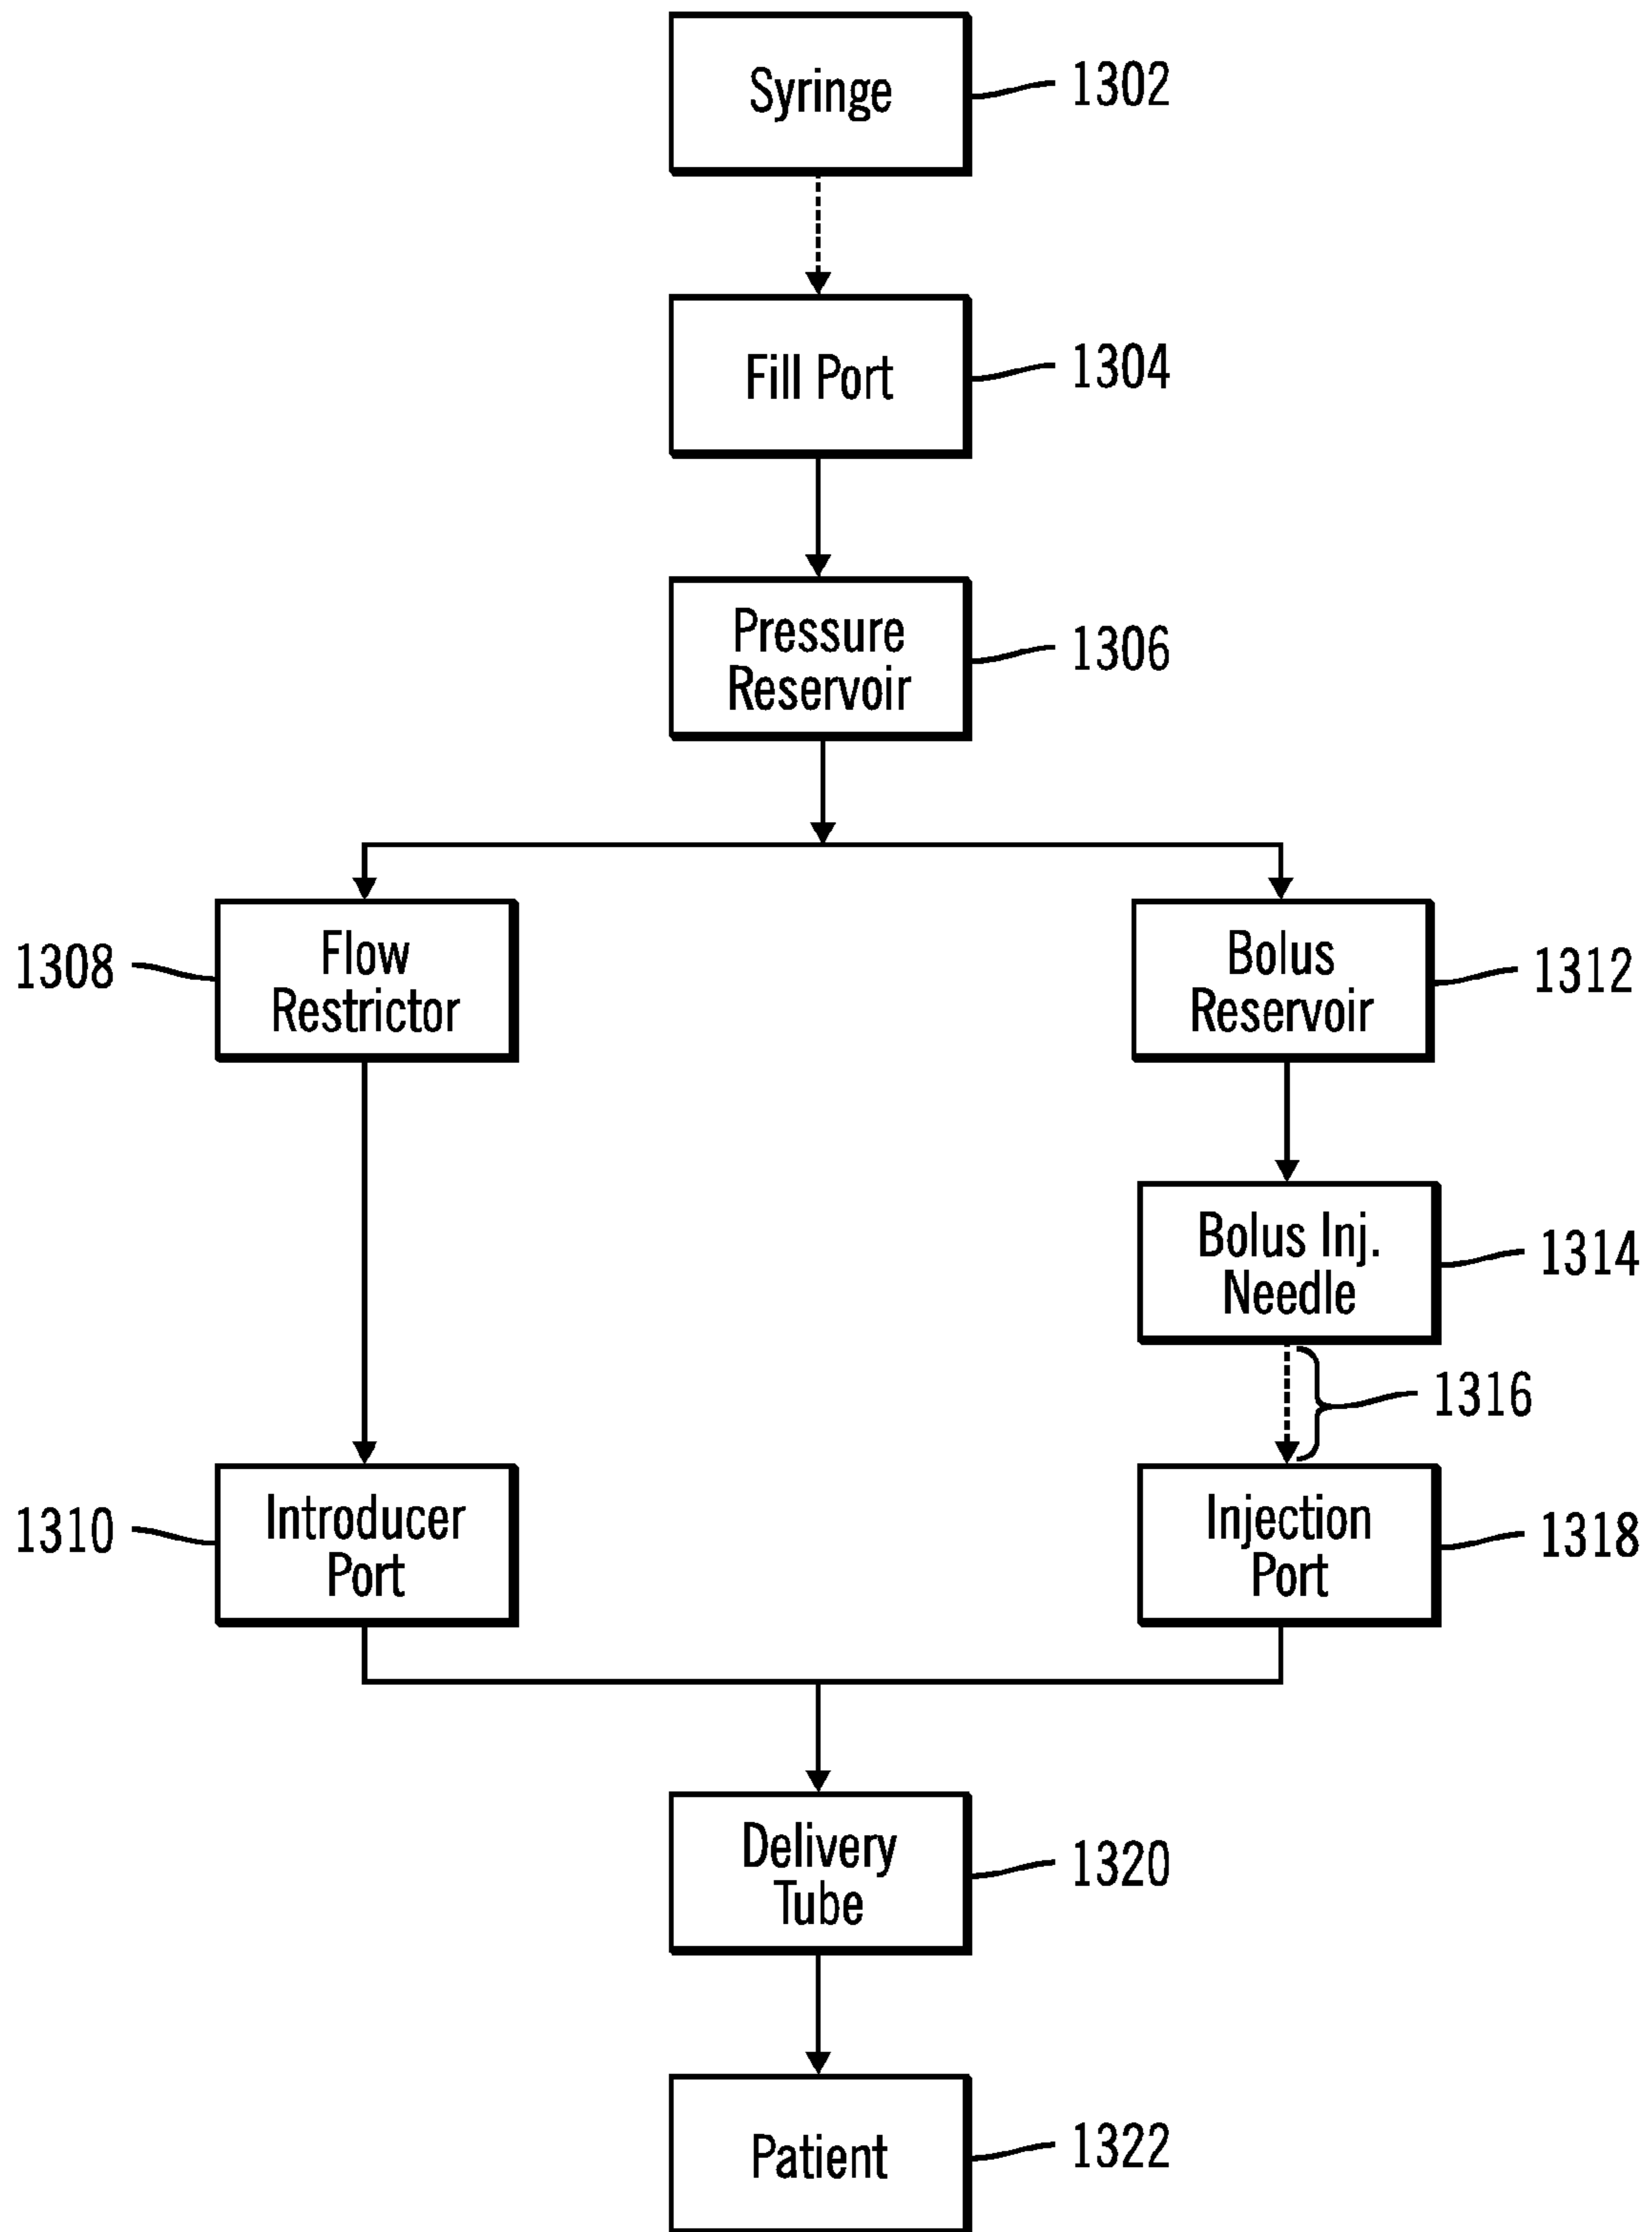 Syringe
1302
Fill Port
1304
Pressure
Reservoir
1306
1308
Flow
Restrictor
Bolus
Reservoir
1312
Bolus Inj.
Needle
1314
1316
1310
Introducer
Port
Injection
Port
1318
Delivery
Tube
1320
Patient
1322